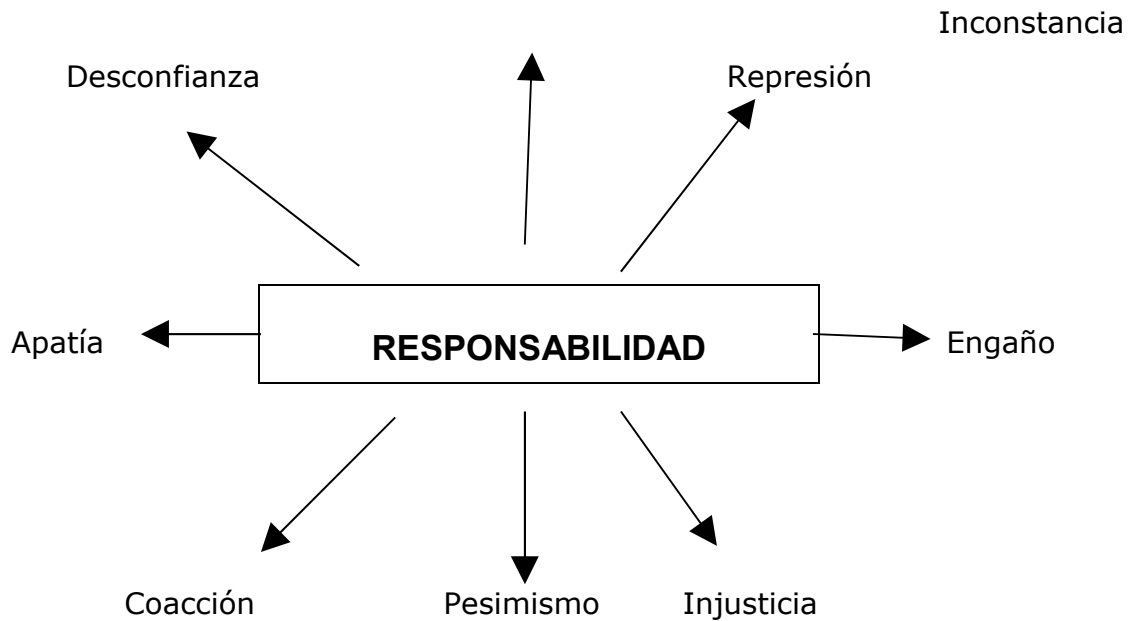 Inconstancia
Desconfianza
Represión
Apatía
RESPONSABILIDAD
Engaño
Coacción
Pesimismo
Injusticia